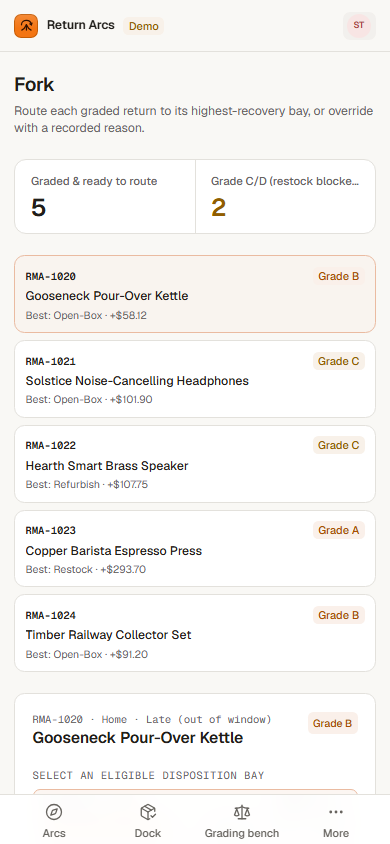 Return Arcs Demo ST
Fork
Route each graded return to its highest-recovery bay, or override
with a recorded reason.
Graded & ready to route
5
Grade C/D (restock blocke…
2
RMA-1020 Grade B
Gooseneck Pour-Over Kettle
Best: Open-Box · +$58.12
RMA-1021 Grade C
Solstice Noise-Cancelling Headphones
Best: Open-Box · +$101.90
RMA-1022 Grade C
Hearth Smart Brass Speaker
Best: Refurbish · +$107.75
RMA-1023 Grade A
Copper Barista Espresso Press
Best: Restock · +$293.70
RMA-1024 Grade B
Timber Railway Collector Set
Best: Open-Box · +$91.20
RMA-1020 · Home · Late (out of window) Grade B
Gooseneck Pour-Over Kettle
SELECT AN ELIGIBLE DISPOSITION BAY
Arcs Dock Grading bench More